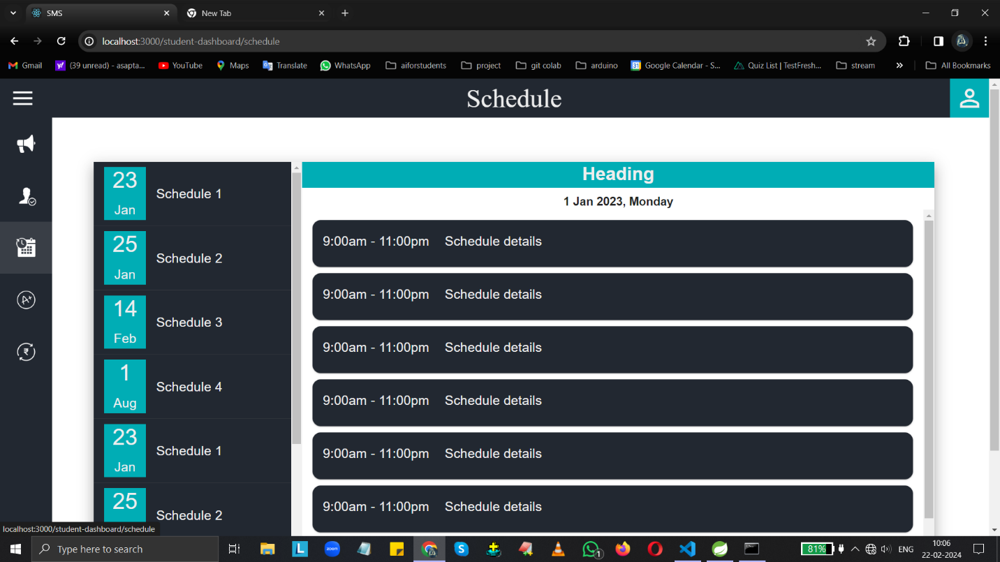 SMS
New Tab
localhost:3000/student-dashboard/schedule
Gmail
(39 unread) - asapta...
YouTube
Maps
Translate
WhatsApp
aiforstudents
project
git colab
arduino
Google Calendar - S...
Quiz List | TestFresh...
stream
»
All Bookmarks
Schedule
23
Jan
Schedule 1
25
Jan
Schedule 2
14
Feb
Schedule 3
1
Aug
Schedule 4
23
Jan
Schedule 1
25
Schedule 2
Heading
1 Jan 2023, Monday
9:00am - 11:00pm Schedule details
9:00am - 11:00pm Schedule details
9:00am - 11:00pm Schedule details
9:00am - 11:00pm Schedule details
9:00am - 11:00pm Schedule details
9:00am - 11:00pm Schedule details
localhost:3000/student-dashboard/schedule
Type here to search
L
zoom
1
81%
ENG
10:06
22-02-2024